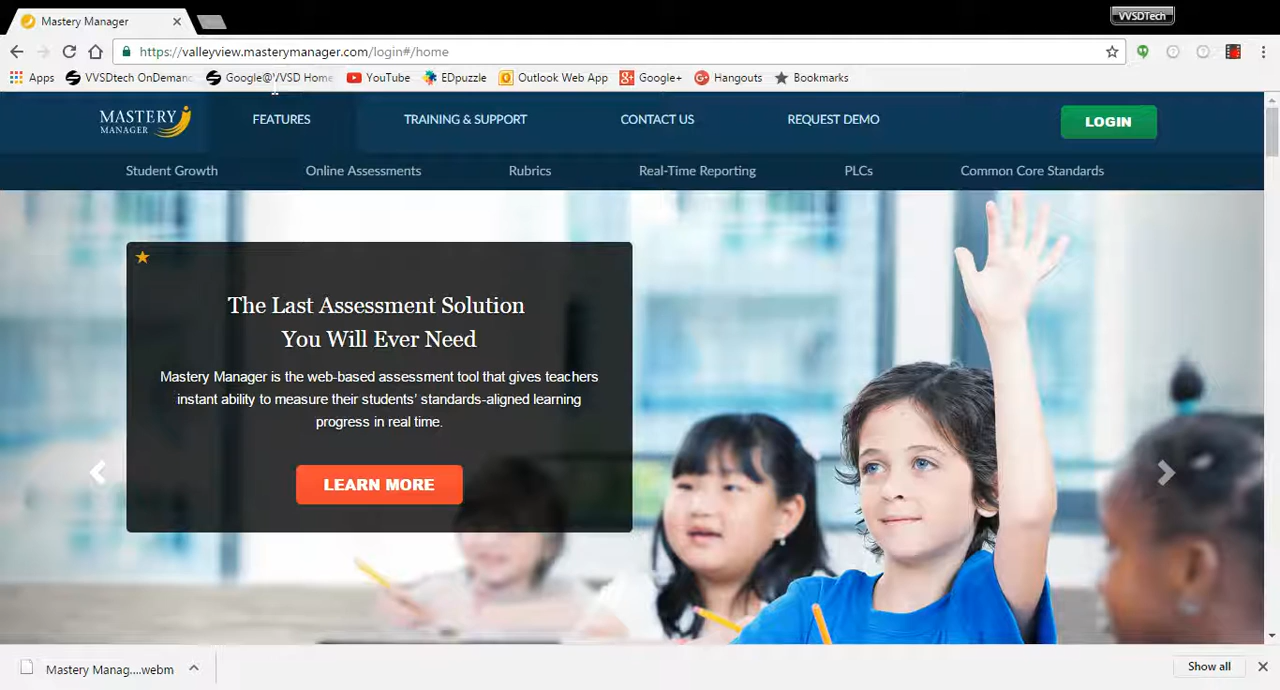 Mastery Manager
VVSDTech
https://valleyview.masterymanager.com/login#/home
Apps VVSDtech OnDeman Google@VVSD Home YouTube EDpuzzle Outlook Web App Google+ Hangouts Bookmarks
MASTERY
MANAGER
FEATURES TRAINING & SUPPORT CONTACT US REQUEST DEMO LOGIN
Student Growth Online Assessments Rubrics Real-Time Reporting PLCs Common Core Standards
The Last Assessment Solution
You Will Ever Need
Mastery Manager is the web-based assessment tool that gives teachers
instant ability to measure their students' standards-aligned learning
progress in real time.
LEARN MORE
Mastery Manag....webm Show all